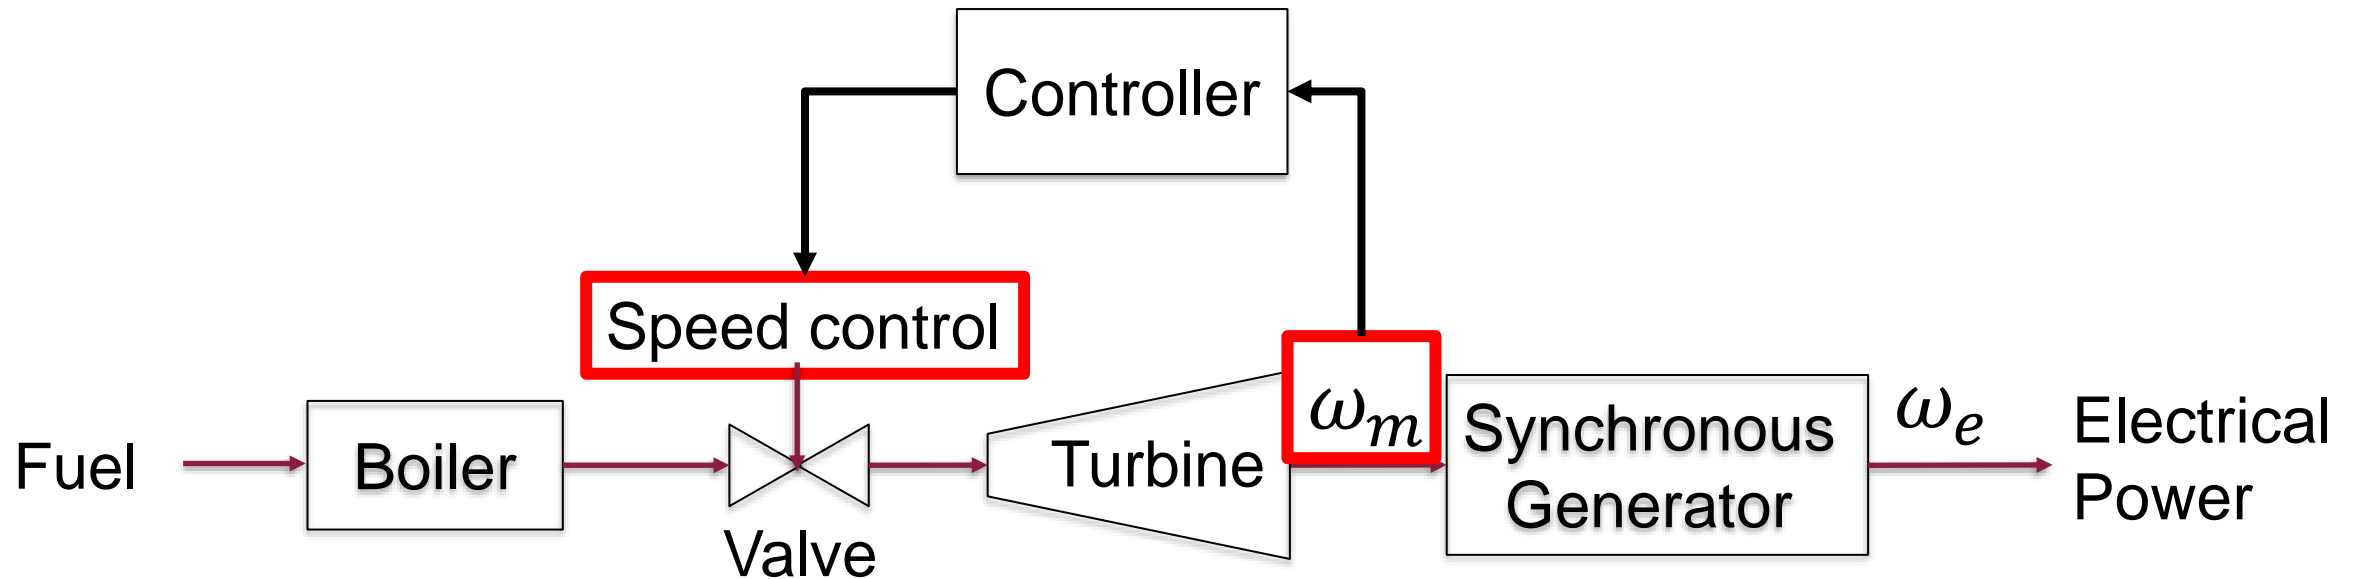 Controller
Speed control
Fuel
Boiler
Valve
Turbine
ωₘ
Synchronous
Generator
ωₑ
Electrical
Power